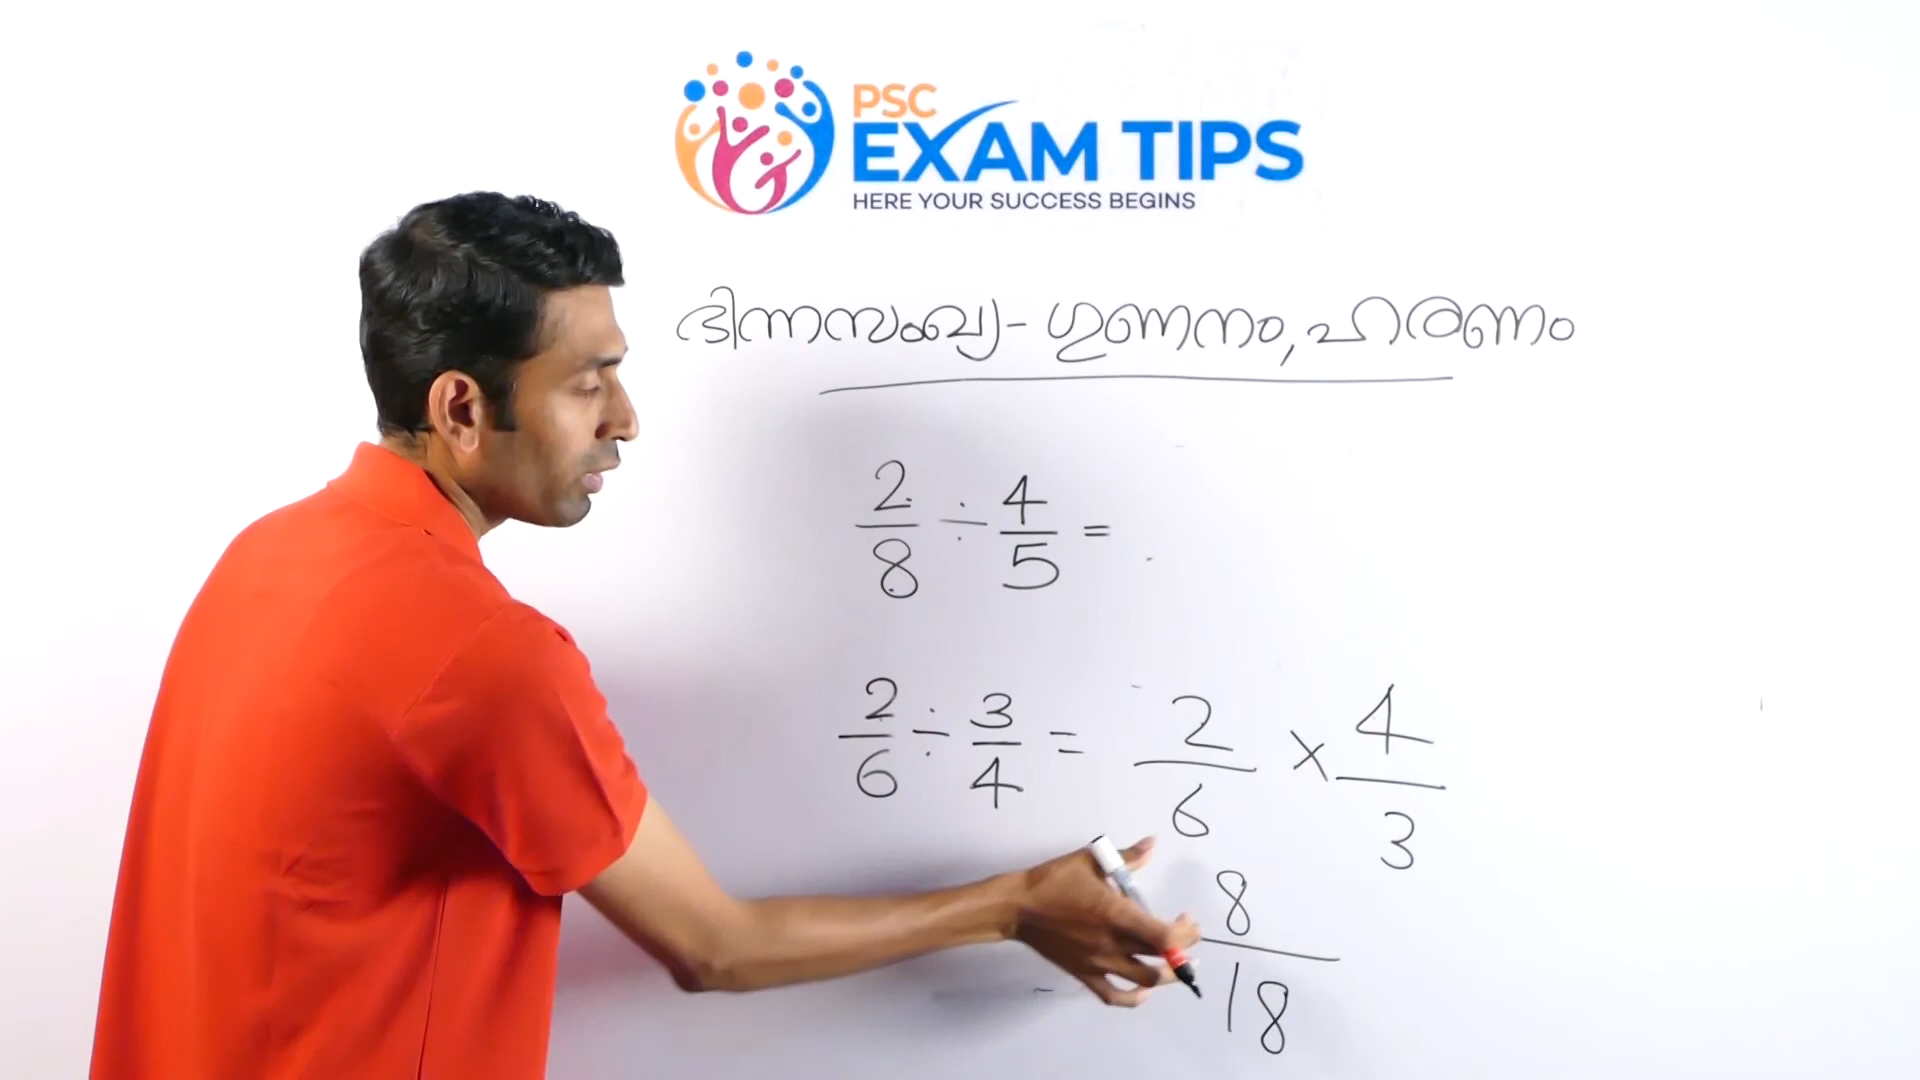 PSC
EXAM TIPS
HERE YOUR SUCCESS BEGINS
ഭിന്നസംഖ്യ - ഗുണനം, ഹരണം
2/8 ÷ 4/5 =
2/6 ÷ 3/4 = 2/6 × 4/3
8/18